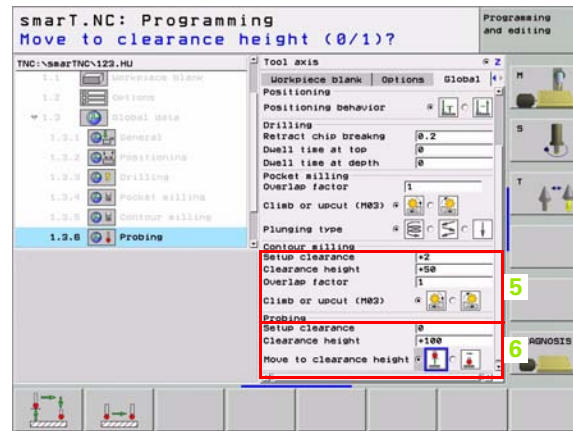 smarT.NC: Programming
Move to clearance height (0/1)?
Programming
and editing
TNC:\smarTNC\123.HU
1.1 Workpiece blank
1.2 Options
1.3 Global data
1.3.1 General
1.3.2 Positioning
1.3.3 Drilling
1.3.4 Pocket milling
1.3.5 Contour milling
1.3.6 Probing
Tool axis Z
Workpiece blank Options Global
Positioning
Positioning behavior
Drilling
Retract chip breakng 0.2
Dwell time at top 0
Dwell time at depth 0
Pocket milling
Overlap factor 1
Climb or upcut (M03)
Plunging type
Contour milling
Setup clearance +2
Clearance height +50
Overlap factor 1
Climb or upcut (M03)
Probing
Setup clearance 0
Clearance height +100
Move to clearance height
5
6
M
S
T
AGNOSIS